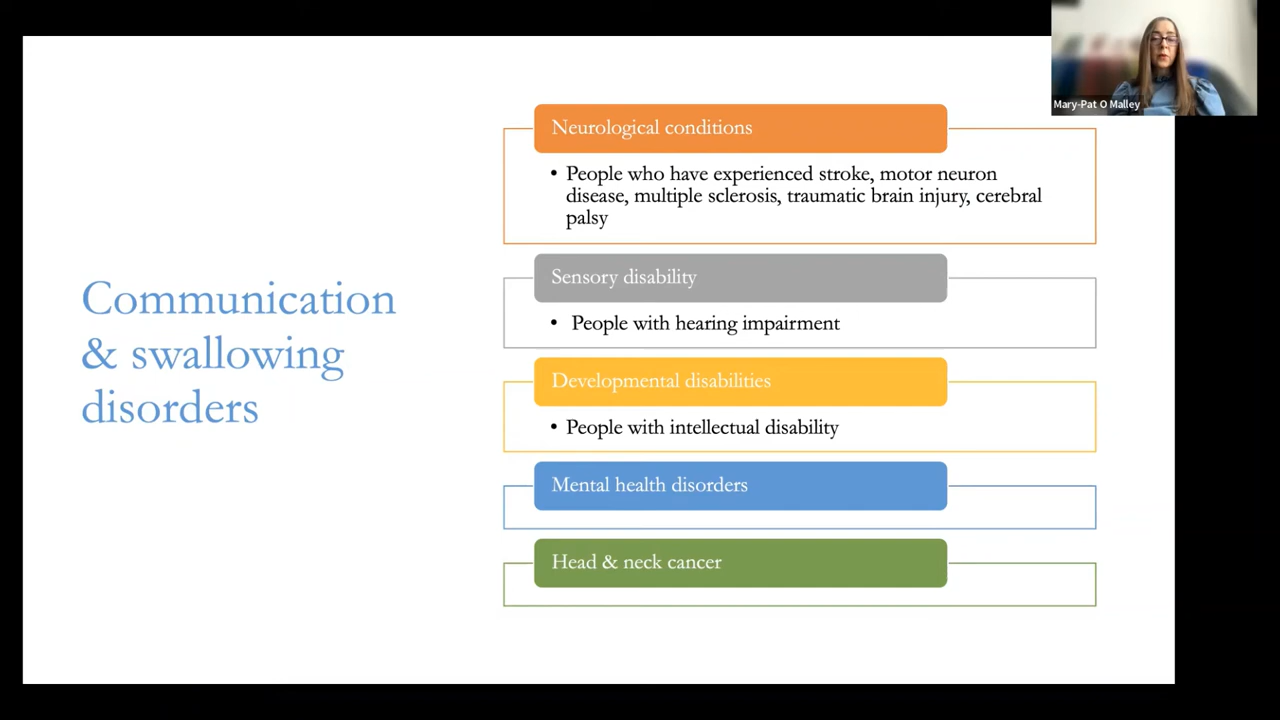 Mary-Pat O Malley
Communication
& swallowing
disorders
Neurological conditions
• People who have experienced stroke, motor neuron
disease, multiple sclerosis, traumatic brain injury, cerebral
palsy
Sensory disability
• People with hearing impairment
Developmental disabilities
• People with intellectual disability
Mental health disorders
Head & neck cancer